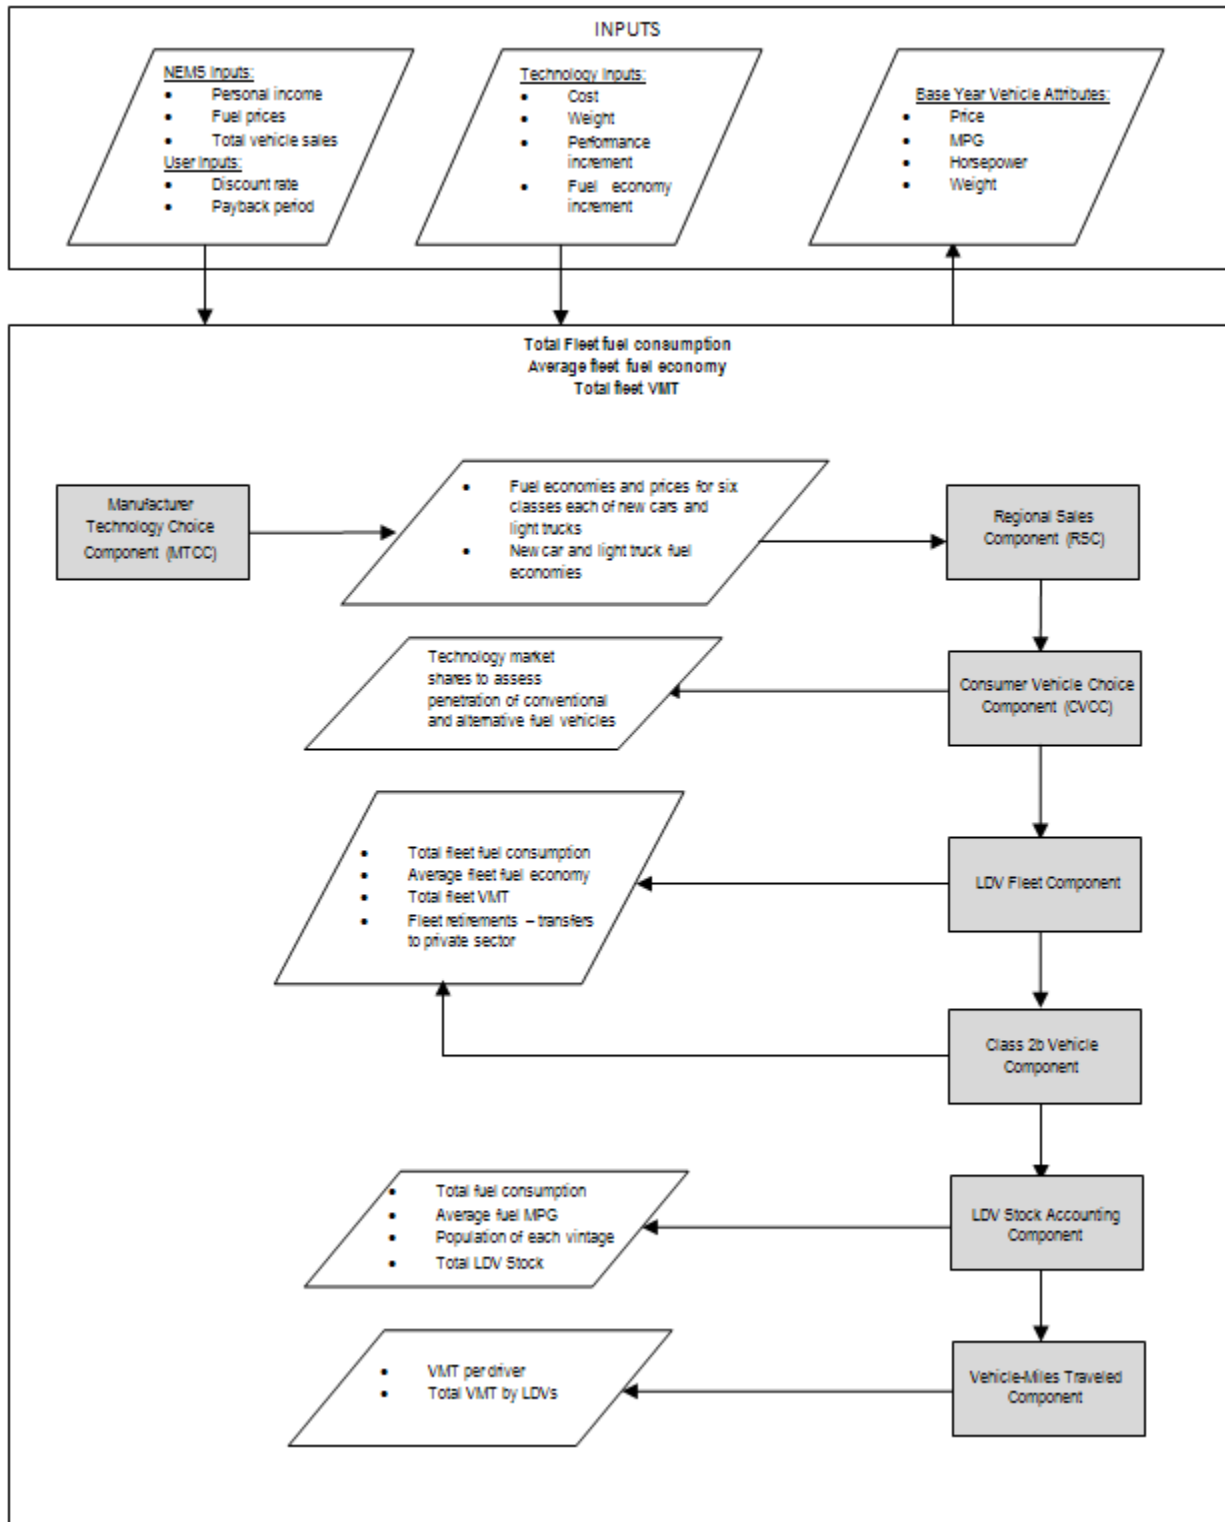 INPUTS
NEMS Inputs:
• Personal income
• Fuel prices
• Total vehicle sales
User Inputs:
• Discount rate
• Payback period
Technology Inputs:
• Cost
• Weight
• Performance
increment
• Fuel economy
increment
Base Year Vehicle Attributes:
• Price
• MPG
• Horsepower
• Weight
Total Fleet fuel consumption
Average fleet fuel economy
Total fleet VMT
Manufacturer
Technology Choice
Component (MTCC)
• Fuel economies and prices for six
classes each of new cars and
light trucks
• New car and light truck fuel
economies
Regional Sales
Component (RSC)
Technology market
shares to assess
penetration of conventional
and alternative fuel vehicles
Consumer Vehicle Choice
Component (CVCC)
• Total fleet fuel consumption
• Average fleet fuel economy
• Total fleet VMT
• Fleet retirements – transfers
to private sector
LDV Fleet Component
Class 2b Vehicle
Component
• Total fuel consumption
• Average fuel MPG
• Population of each vintage
• Total LDV Stock
LDV Stock Accounting
Component
• VMT per driver
• Total VMT by LDVs
Vehicle-Miles Traveled
Component